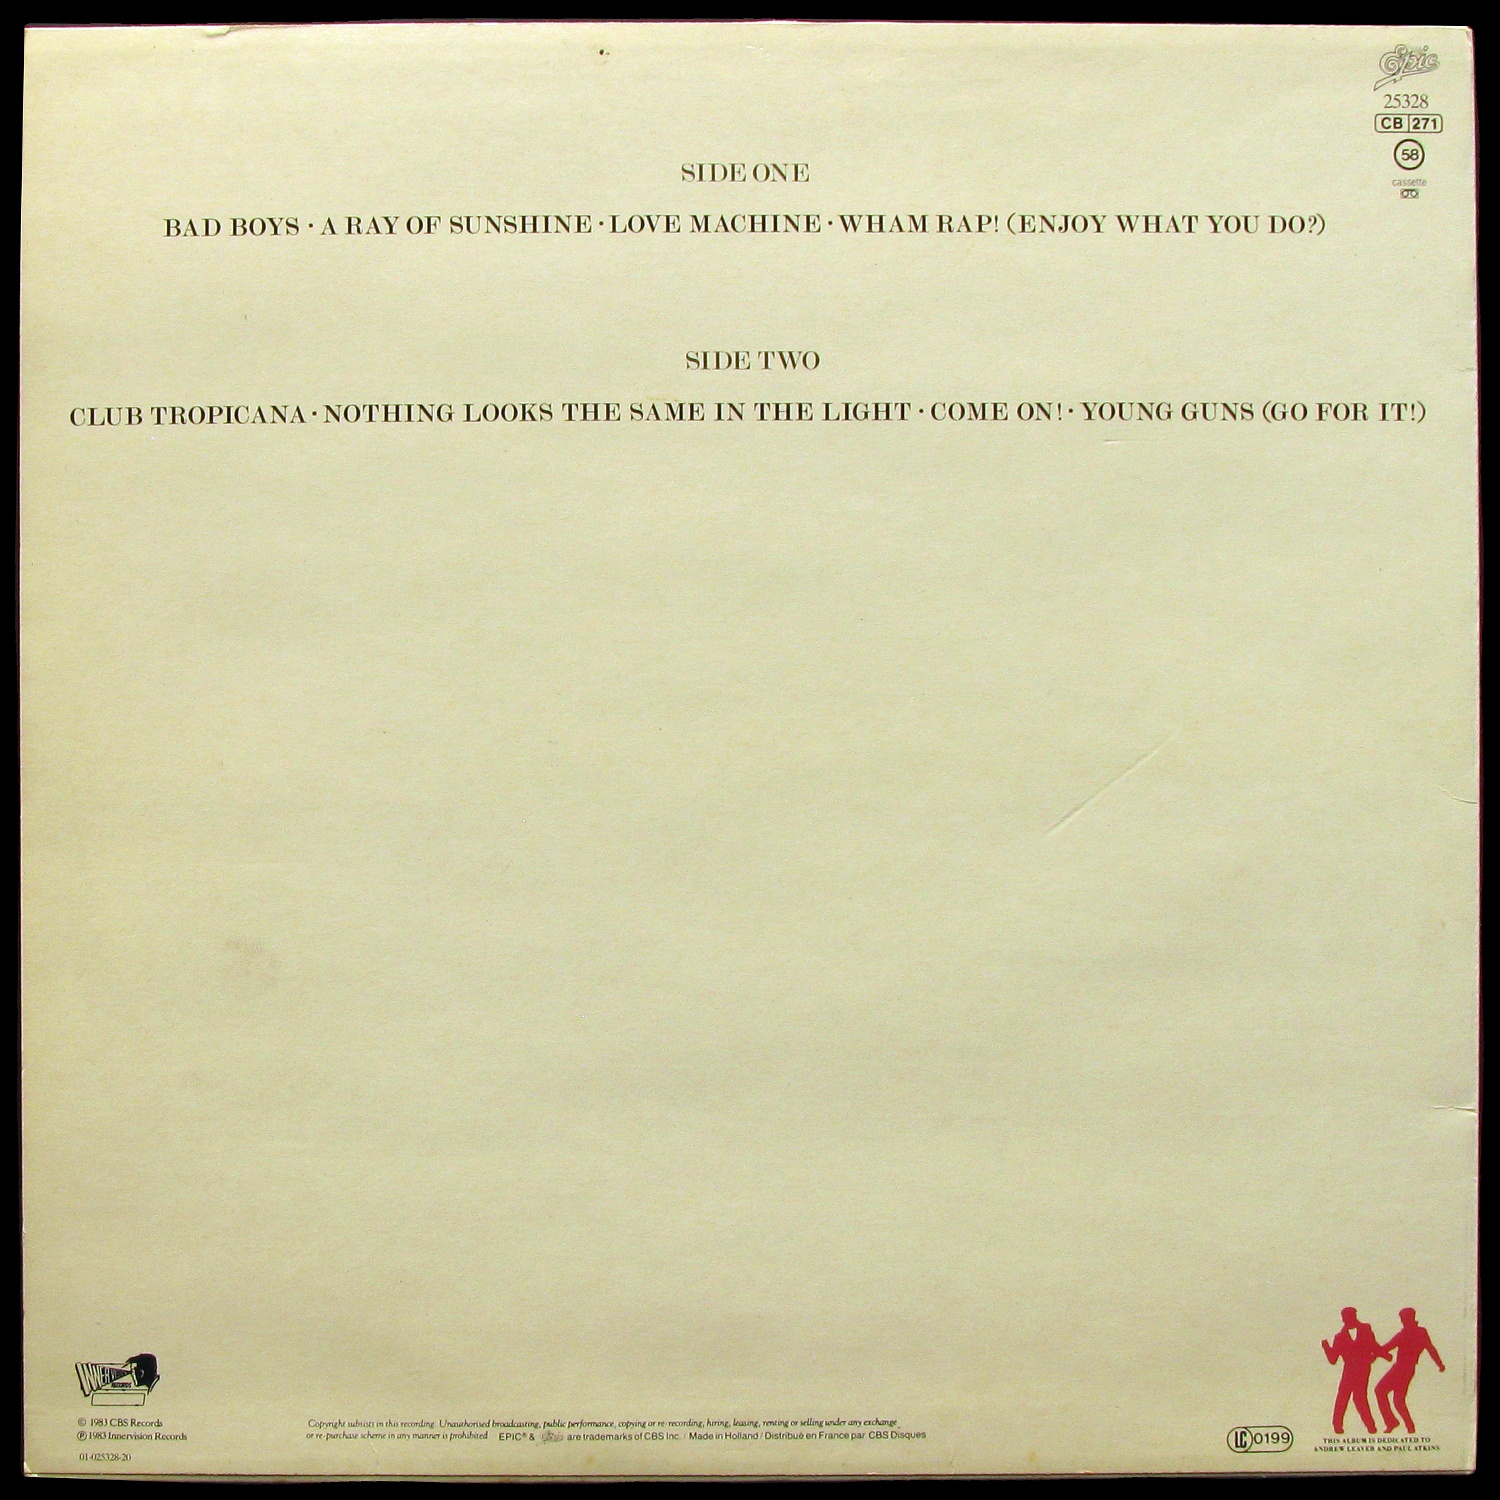 Epic
25328
CB 271
58
cassette
SIDE ONE
BAD BOYS · A RAY OF SUNSHINE · LOVE MACHINE · WHAM RAP! (ENJOY WHAT YOU DO?)
SIDE TWO
CLUB TROPICANA · NOTHING LOOKS THE SAME IN THE LIGHT · COME ON! · YOUNG GUNS (GO FOR IT!)
INNERVISION
RECORDS
© 1983 CBS Records
℗ 1983 Innervision Records
01-025328-20
Copyright subsists in this recording. Unauthorised broadcasting, public performance, copying or re-recording, hiring, leasing, renting or selling under any exchange
or re-purchase scheme in any manner is prohibited EPIC® & Epic are trademarks of CBS Inc. / Made in Holland / Distribué en France par CBS Disques
LC 0199
THIS ALBUM IS DEDICATED TO
ANDREW LEAVER AND PAUL ATKINS